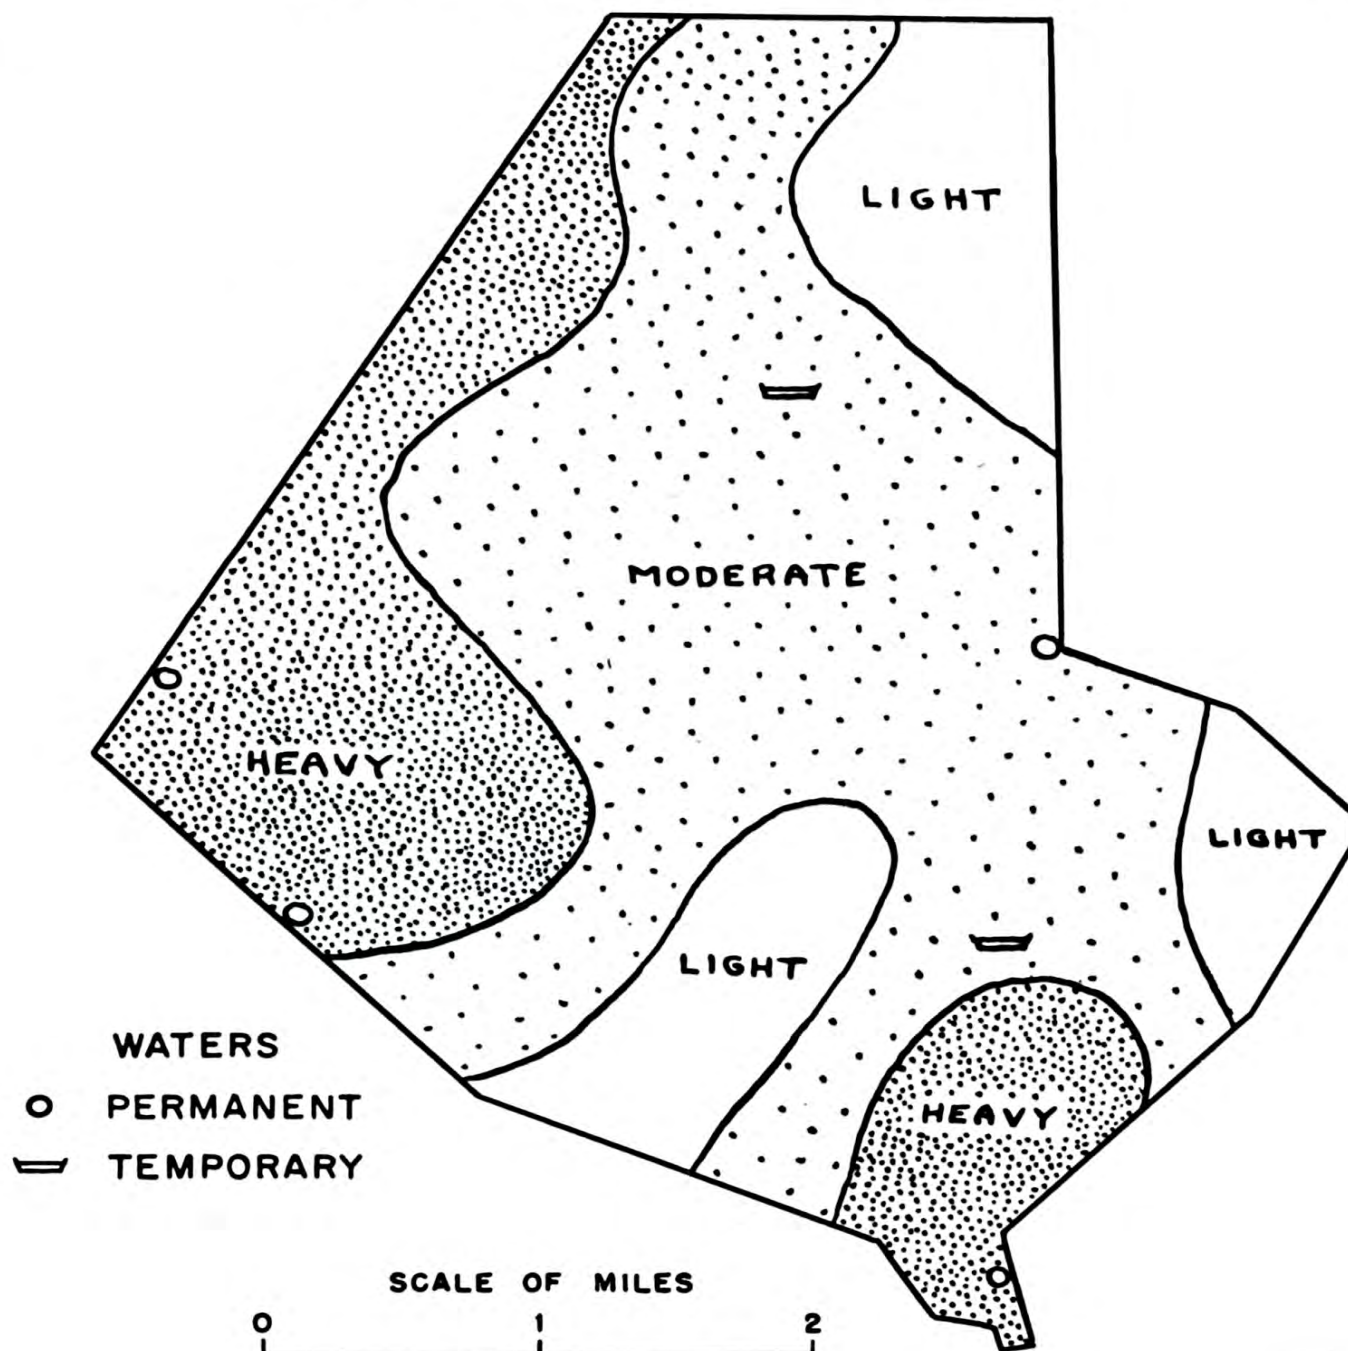 LIGHT
MODERATE
HEAVY
LIGHT
LIGHT
HEAVY
WATERS
PERMANENT
TEMPORARY
SCALE OF MILES
0 1 2